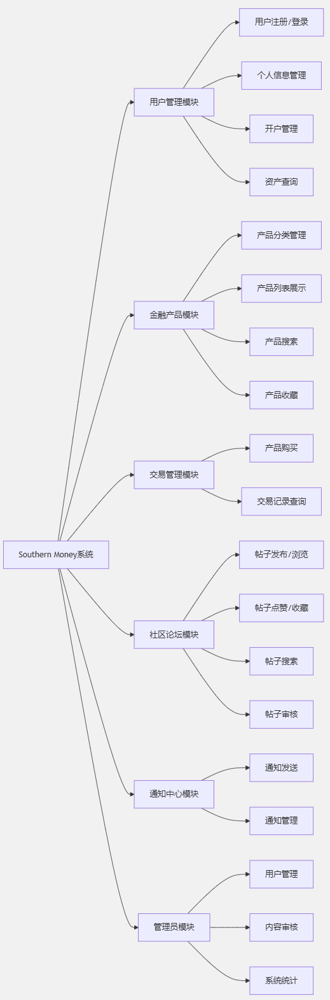 Southern Money系统
用户管理模块
用户注册/登录
个人信息管理
开户管理
资产查询
金融产品模块
产品分类管理
产品列表展示
产品搜索
产品收藏
交易管理模块
产品购买
交易记录查询
社区论坛模块
帖子发布/浏览
帖子点赞/收藏
帖子搜索
帖子审核
通知中心模块
通知发送
通知管理
管理员模块
用户管理
内容审核
系统统计